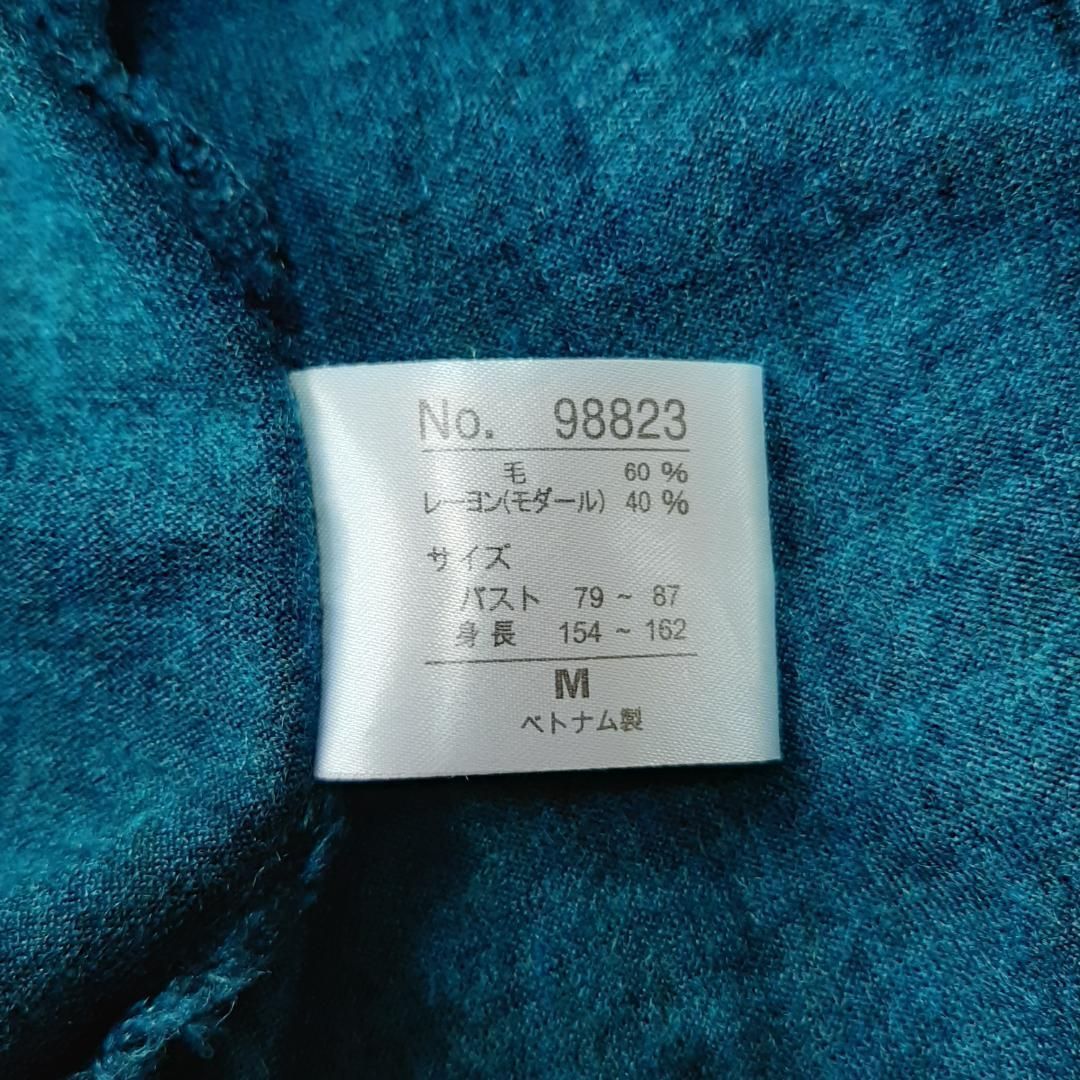 No. 98823
毛 60 %
レーヨン(モダール) 40 %
サイズ
バスト 79 ~ 87
身長 154 ~ 162
M
ベトナム製